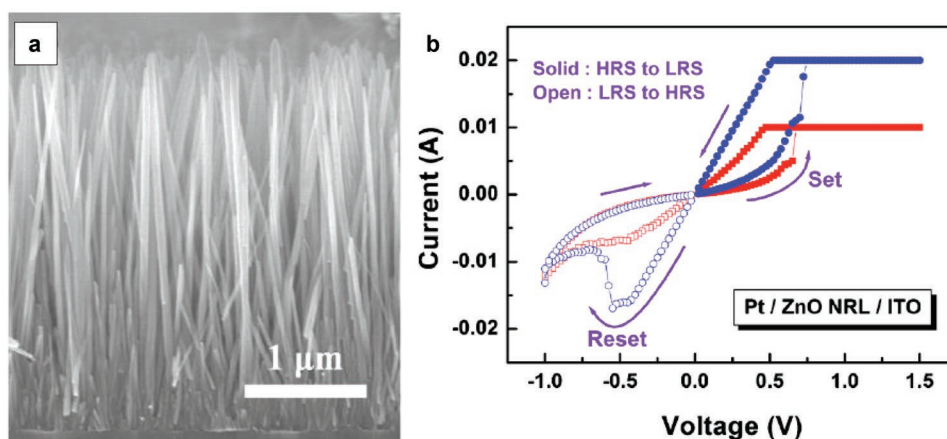 a
1 μm
b
Solid : HRS to LRS
Open : LRS to HRS
Set
Reset
Pt / ZnO NRL / ITO
Current (A)
0.02
0.01
0.00
-0.01
-0.02
-1.0 -0.5 0.0 0.5 1.0 1.5
Voltage (V)